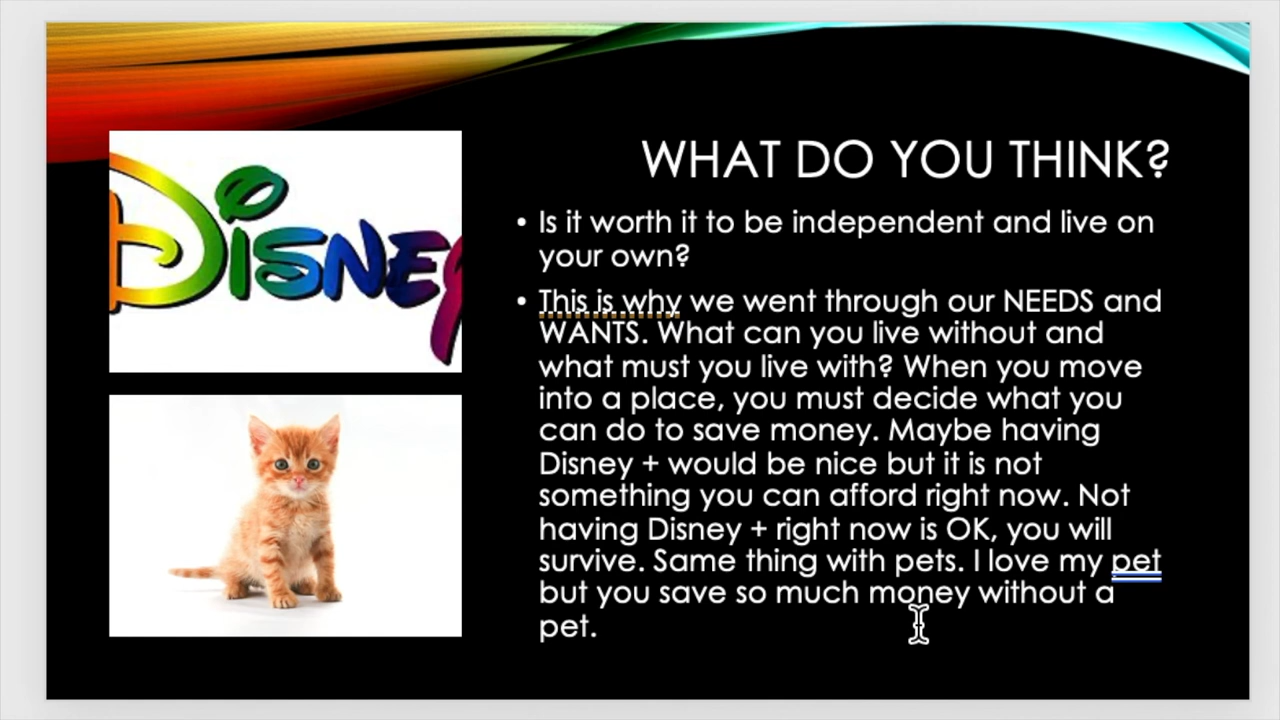 DISNEY
WHAT DO YOU THINK?
• Is it worth it to be independent and live on
your own?
• This is why we went through our NEEDS and
WANTS. What can you live without and
what must you live with? When you move
into a place, you must decide what you
can do to save money. Maybe having
Disney + would be nice but it is not
something you can afford right now. Not
having Disney + right now is OK, you will
survive. Same thing with pets. I love my pet
but you save so much money without a
pet.